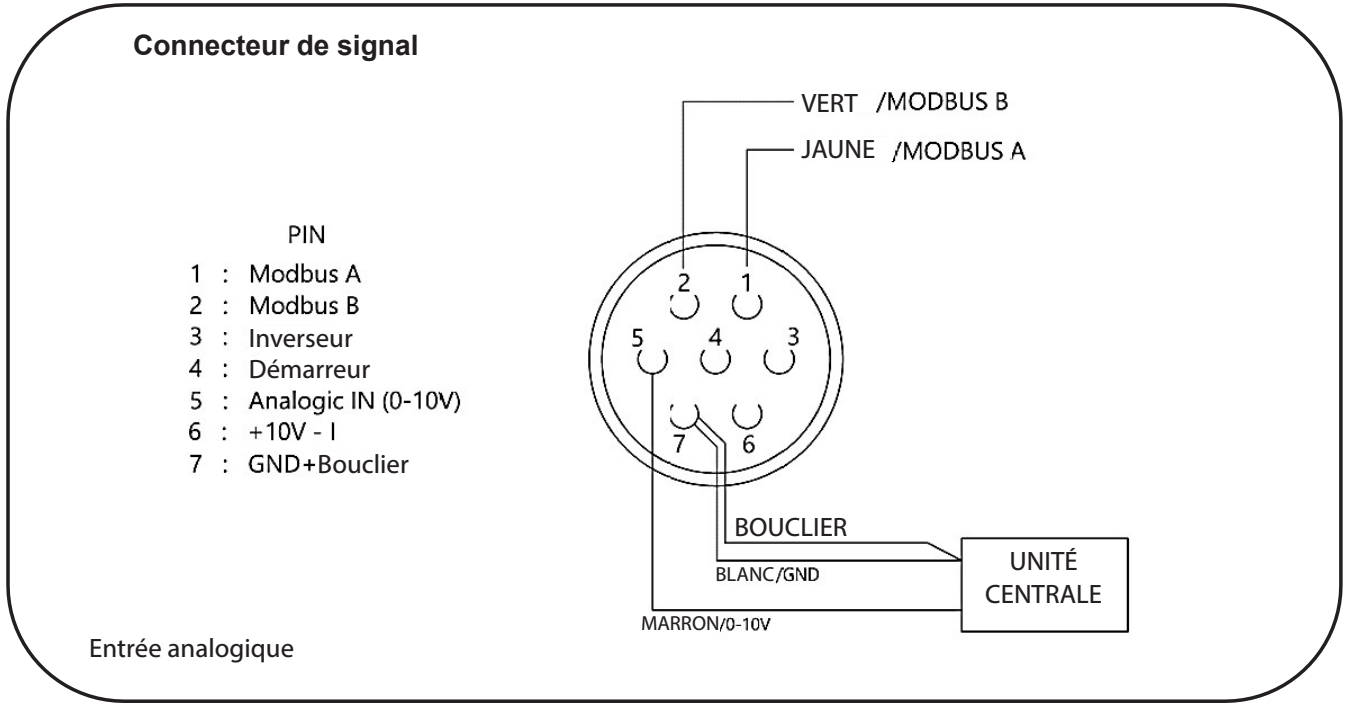 Connecteur de signal
VERT /MODBUS B
JAUNE /MODBUS A
PIN
1 : Modbus A
2 : Modbus B
3 : Inverseur
4 : Démarreur
5 : Analogic IN (0-10V)
6 : +10V - I
7 : GND+Bouclier
2 1
5 4 3
7 6
BOUCLIER
BLANC/GND
MARRON/0-10V
UNITÉ
CENTRALE
Entrée analogique